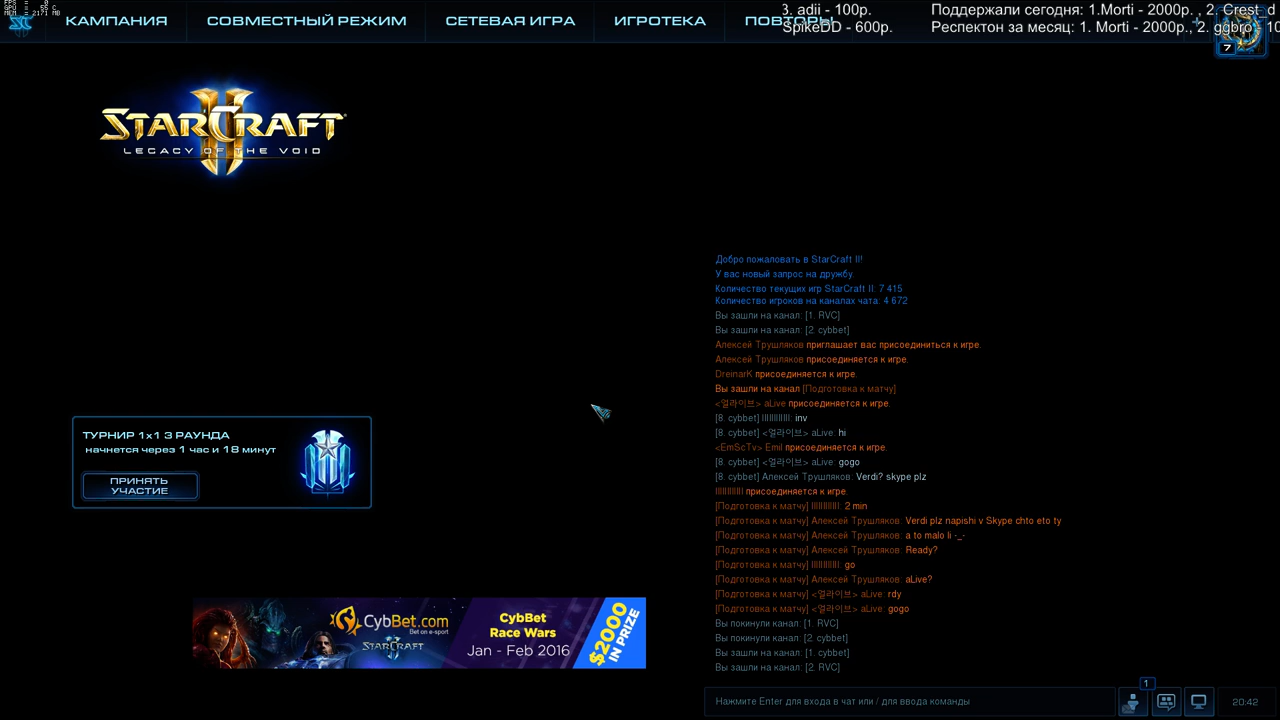 КАМПАНИЯ
СОВМЕСТНЫЙ РЕЖИМ
СЕТЕВАЯ ИГРА
ИГРОТЕКА
ПОВТОРЫ
3. adii - 100р.
SpikeDD - 600р.
Поддержали сегодня: 1.Morti - 2000р. , 2. Crest_d
Респектон за месяц: 1. Morti - 2000р., 2. ggbro - 10
7
STARCRAFT II
LEGACY OF THE VOID
Добро пожаловать в StarCraft II!
У вас новый запрос на дружбу.
Количество текущих игр StarCraft II: 7 415
Количество игроков на каналах чата: 4 672
Вы зашли на канал: [1. RVC]
Вы зашли на канал: [2. cybbet]
Алексей Трушляков приглашает вас присоединиться к игре.
Алексей Трушляков присоединяется к игре.
DreinarK присоединяется к игре.
Вы зашли на канал [Подготовка к матчу]
<얼라이브> aLive присоединяется к игре.
[8. cybbet] IIIIIIIIIIII: inv
[8. cybbet] <얼라이브> aLive: hi
<EmScTv> Emil присоединяется к игре.
[8. cybbet] <얼라이브> aLive: gogo
[8. cybbet] Алексей Трушляков: Verdi? skype plz
IIIIIIIIIIII присоединяется к игре.
[Подготовка к матчу] IIIIIIIIIIII: 2 min
[Подготовка к матчу] Алексей Трушляков: Verdi plz napishi v Skype chto eto ty
[Подготовка к матчу] Алексей Трушляков: a to malo li -_-
[Подготовка к матчу] Алексей Трушляков: Ready?
[Подготовка к матчу] IIIIIIIIIIII: go
[Подготовка к матчу] Алексей Трушляков: aLive?
[Подготовка к матчу] <얼라이브> aLive: rdy
[Подготовка к матчу] <얼라이브> aLive: gogo
Вы покинули канал: [1. RVC]
Вы покинули канал: [2. cybbet]
Вы зашли на канал: [1. cybbet]
Вы зашли на канал: [2. RVC]
ТУРНИР 1х1 3 РАУНДА
начнется через 1 час и 18 минут
ПРИНЯТЬ
УЧАСТИЕ
CybBet.com
Bet on e-sport
STARCRAFT II
CybBet
Race Wars
Jan - Feb 2016
$2000
IN PRIZE
1
Нажмите Enter для входа в чат или / для ввода команды
20:42